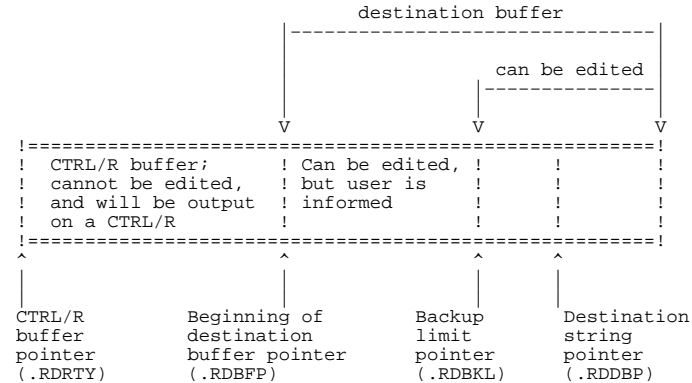 destination buffer
can be edited
V V V
!=======================================================!
! CTRL/R buffer; ! Can be edited, ! ! !
! cannot be edited, ! but user is ! ! !
! and will be output ! informed ! ! !
! on a CTRL/R ! ! ! !
!=======================================================!
^ ^ ^ ^
CTRL/R Beginning of Backup Destination
buffer destination limit string
pointer buffer pointer pointer pointer
(.RDRTY) (.RDBFP) (.RDBKL) (.RDDBP)